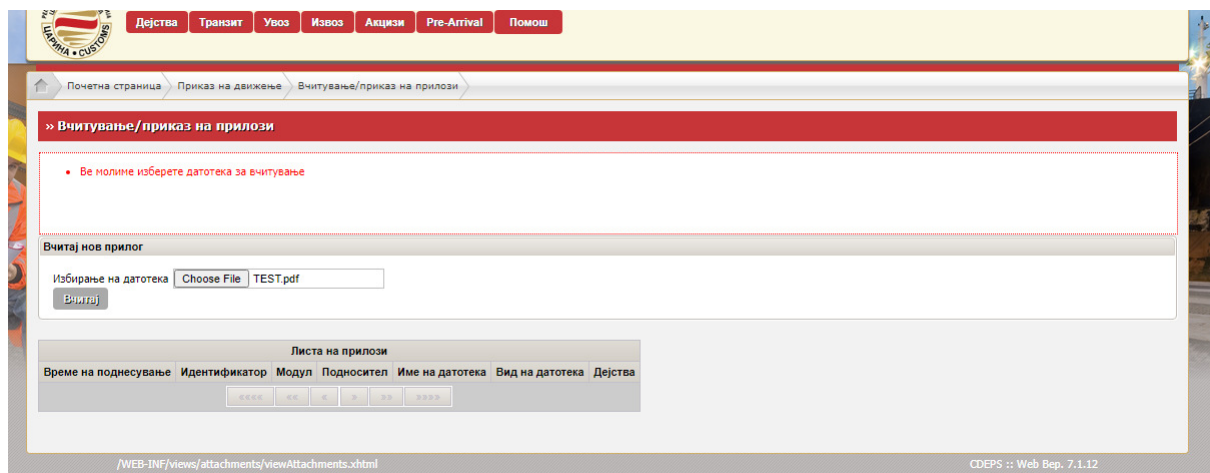 ЦАРИНА • CUSTOMS
Дејства Транзит Увоз Извоз Акцизи Pre-Arrival Помош
Почетна страница Приказ на движење Вчитување/приказ на прилози
» Вчитување/приказ на прилози
• Ве молиме изберете датотека за вчитување
Вчитај нов прилог
Избирање на датотека Choose File TEST.pdf
Вчитај
Листа на прилози
Време на поднесување Идентификатор Модул Подносител Име на датотека Вид на датотека Дејства
«««« «« « » »» »»»»
/WEB-INF/views/attachments/viewAttachments.xhtml CDEPS :: Web Вер. 7.1.12